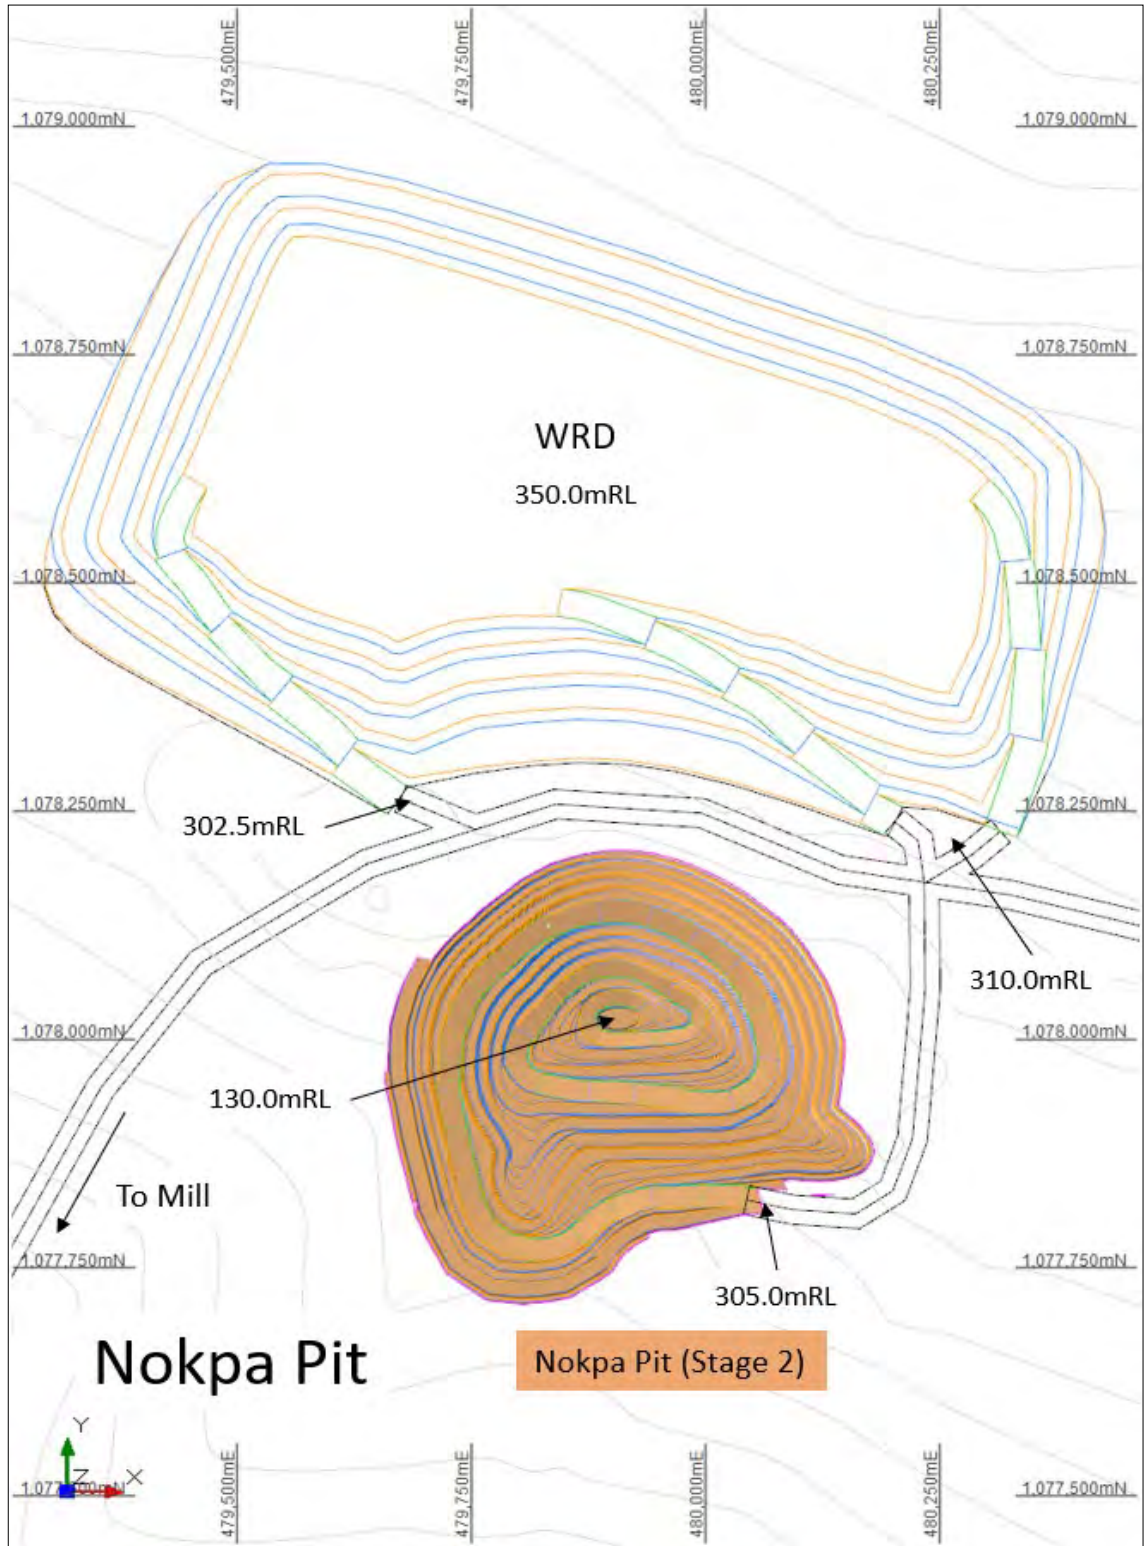 479,500mE
479,750mE
480,000mE
480,250mE
1,079,000mN
1,079,000mN
1,078,750mN
1,078,750mN
WRD
350.0mRL
1,078,500mN
1,078,500mN
1,078,250mN
1,078,250mN
302.5mRL
310.0mRL
1,078,000mN
1,078,000mN
130.0mRL
To Mill
1,077,750mN
1,077,750mN
305.0mRL
Nokpa Pit
Nokpa Pit (Stage 2)
Y
Z
X
1,077,500mN
1,077,500mN
479,500mE
479,750mE
480,000mE
480,250mE